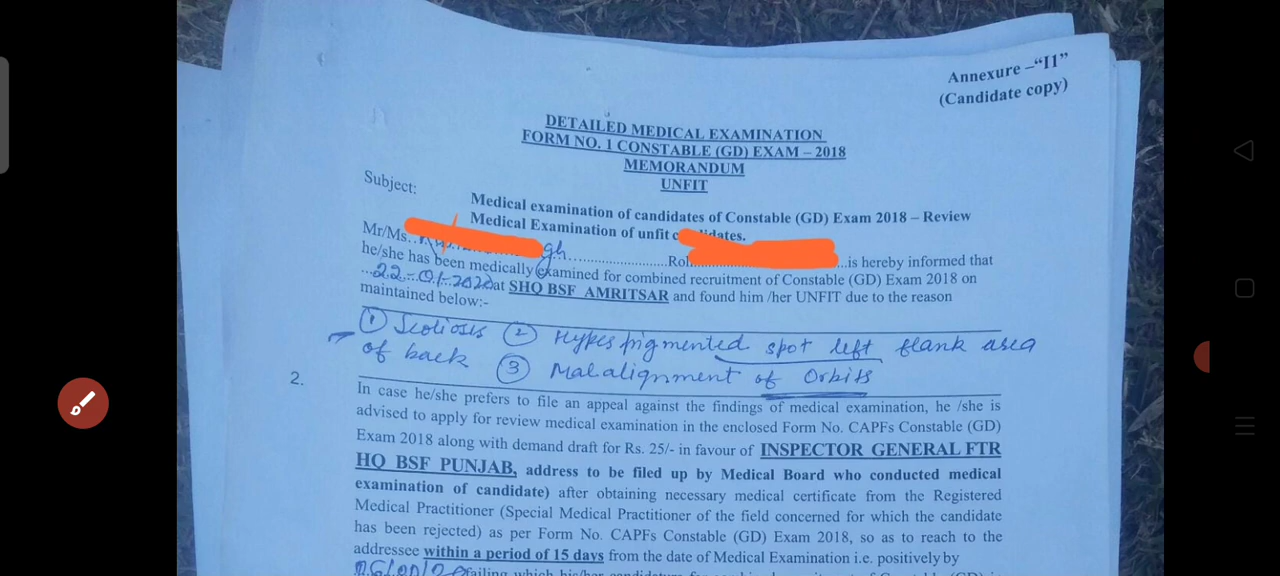 Annexure –“I1”
(Candidate copy)
DETAILED MEDICAL EXAMINATION
FORM NO. 1 CONSTABLE (GD) EXAM – 2018
MEMORANDUM
UNFIT
Subject:
Medical examination of candidates of Constable (GD) Exam 2018 – Review
Medical Examination of unfit
Mr/Ms. gh Rol is hereby informed that
he/she has been medically examined for combined recruitment of Constable (GD) Exam 2018 on
22-01-2020 at SHQ BSF AMRITSAR and found him /her UNFIT due to the reason
maintained below:-
① Scoliosis ② Hyperpigmented spot left flank area
of back ③ Malalignment of Orbits
2.
In case he/she prefers to file an appeal against the findings of medical examination, he /she is
advised to apply for review medical examination in the enclosed Form No. CAPFs Constable (GD)
Exam 2018 along with demand draft for Rs. 25/- in favour of INSPECTOR GENERAL FTR
HQ BSF PUNJAB, address to be filed up by Medical Board who conducted medical
examination of candidate) after obtaining necessary medical certificate from the Registered
Medical Practitioner (Special Medical Practitioner of the field concerned for which the candidate
has been rejected) as per Form No. CAPFs Constable (GD) Exam 2018, so as to reach to the
addressee within a period of 15 days from the date of Medical Examination i.e. positively by
failing which his/her